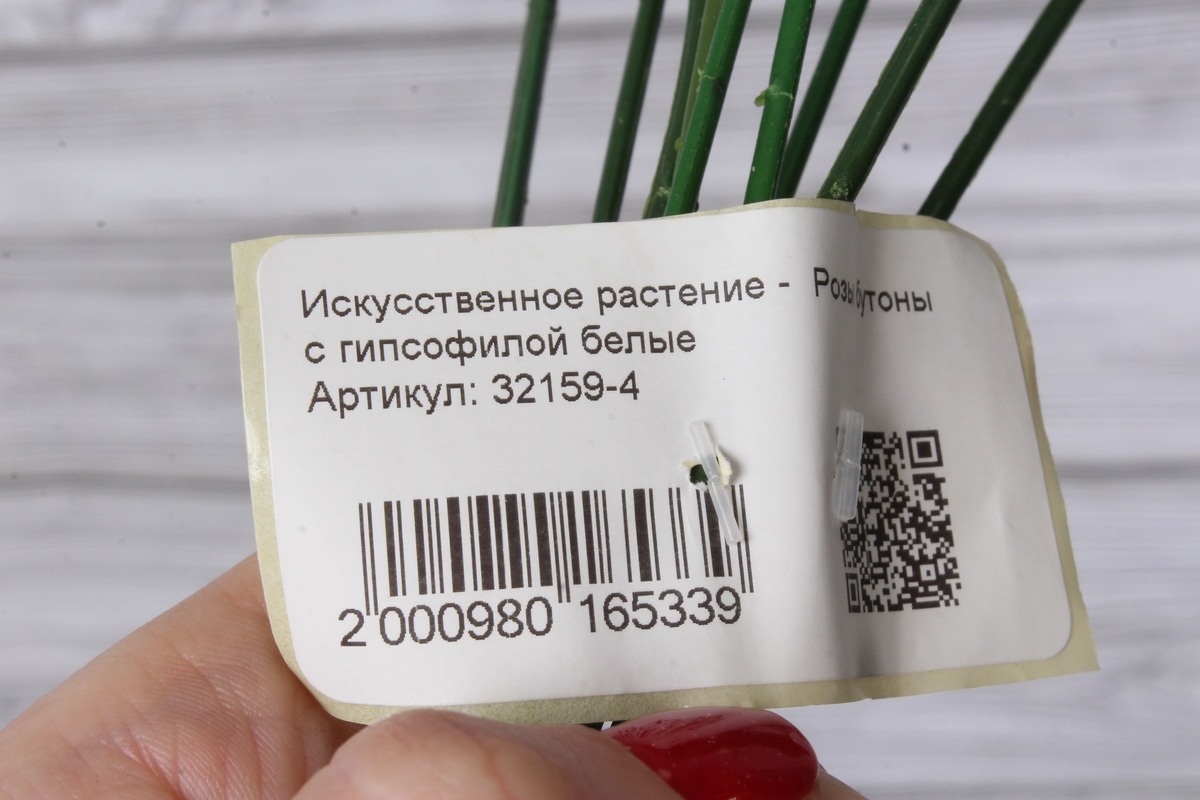 Искусственное растение - Розы бутоны
с гипсофилой белые
Артикул: 32159-4
2 000980 165339